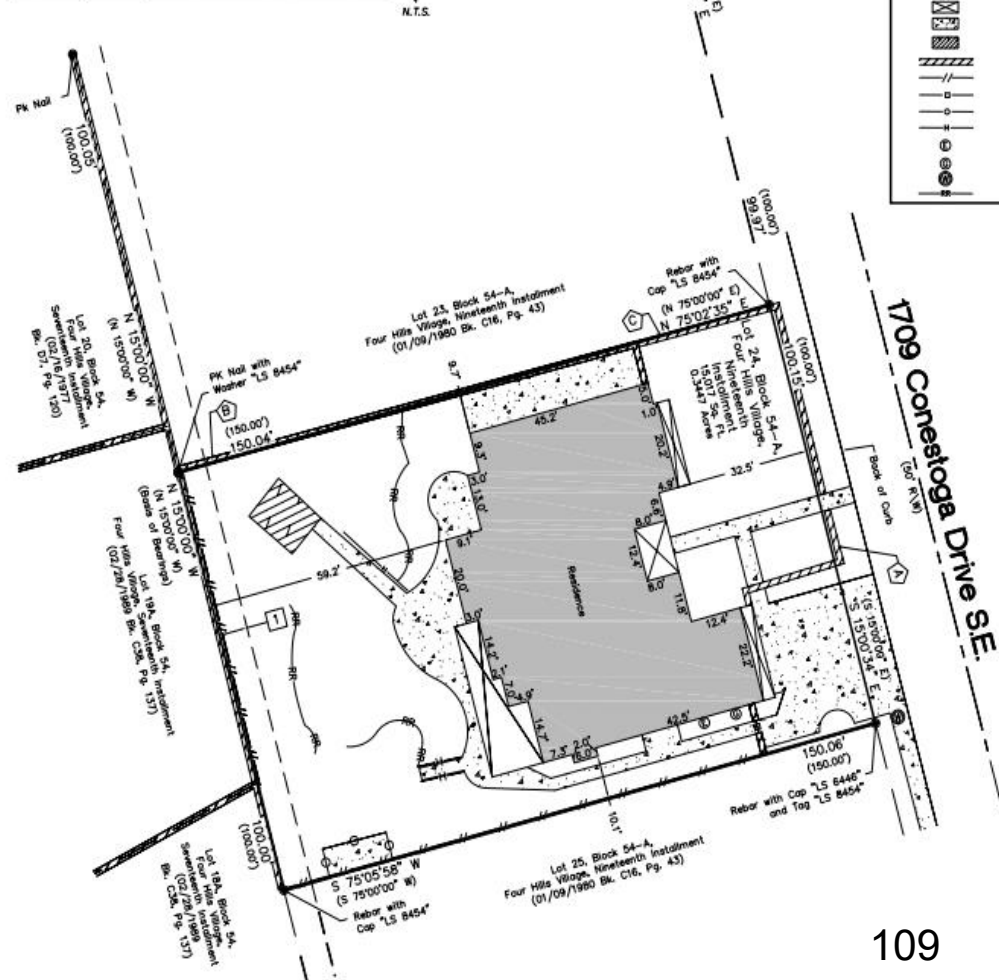 N.T.S.
E)
E
PK Nail
100.05'
(100.00')
N 15°00'00" W
(N 15°00'00" W)
Lot 20, Block 54,
Four Hills Village,
Seventeenth Installment
(02/16/1977
Bk. D7, Pg. 120)
Lot 23, Block 54-A,
Four Hills Village, Nineteenth Installment
(01/09/1980 Bk. C16, Pg. 43)
PK Nail with
Washer "LS 8454"
B
(150.00')
150.04'
9.7'
C
(N 75°00'00" E)
N 75°02'35" E
Rebar with
Cap "LS 8454"
(100.00')
99.97'
(100.00')
100.15'
Lot 24, Block 54-A,
Four Hills Village,
Nineteenth
Installment
15,017 Sq. Ft.
0.3447 Acres
1709 Conestoga Drive S.E.
(50' R/W)
Back of Curb
A
(S 15°00'00" E)
S 15°00'34" E
N 15°00'00" W
(N 15°00'00" W)
(Basis of Bearings)
Lot 19A, Block 54,
Four Hills Village, Seventeenth Installment
(02/28/1989 Bk. C38, Pg. 137)
59.2'
1
RR
RR
RR
RR
RR
RR
RR
RR
H
H
Residence
45.2'
5.0'
1.0'
20.2'
4.9'
32.5'
6.6'
8.0'
12.4'
11.8'
12.4'
22.2'
9.3'
13.0'
9.1'
20.0'
3.0'
14.2'
7.0'
4.9'
14.7'
7.3'
2.0'
6.0'
42.5'
E
G
W
10.1'
150.06'
(150.00')
Rebar with Cap "LS 6446"
and Tag "LS 8454"
100.00'
(100.00')
Lot 18A, Block 54,
Four Hills Village,
Seventeenth Installment
(02/28/1989
Bk. C38, Pg. 137)
S 75°05'58" W
(S 75°00'00" W)
Rebar with
Cap "LS 8454"
Lot 25, Block 54-A,
Four Hills Village, Nineteenth Installment
(01/09/1980 Bk. C16, Pg. 43)
H
E
G
W
RR
109